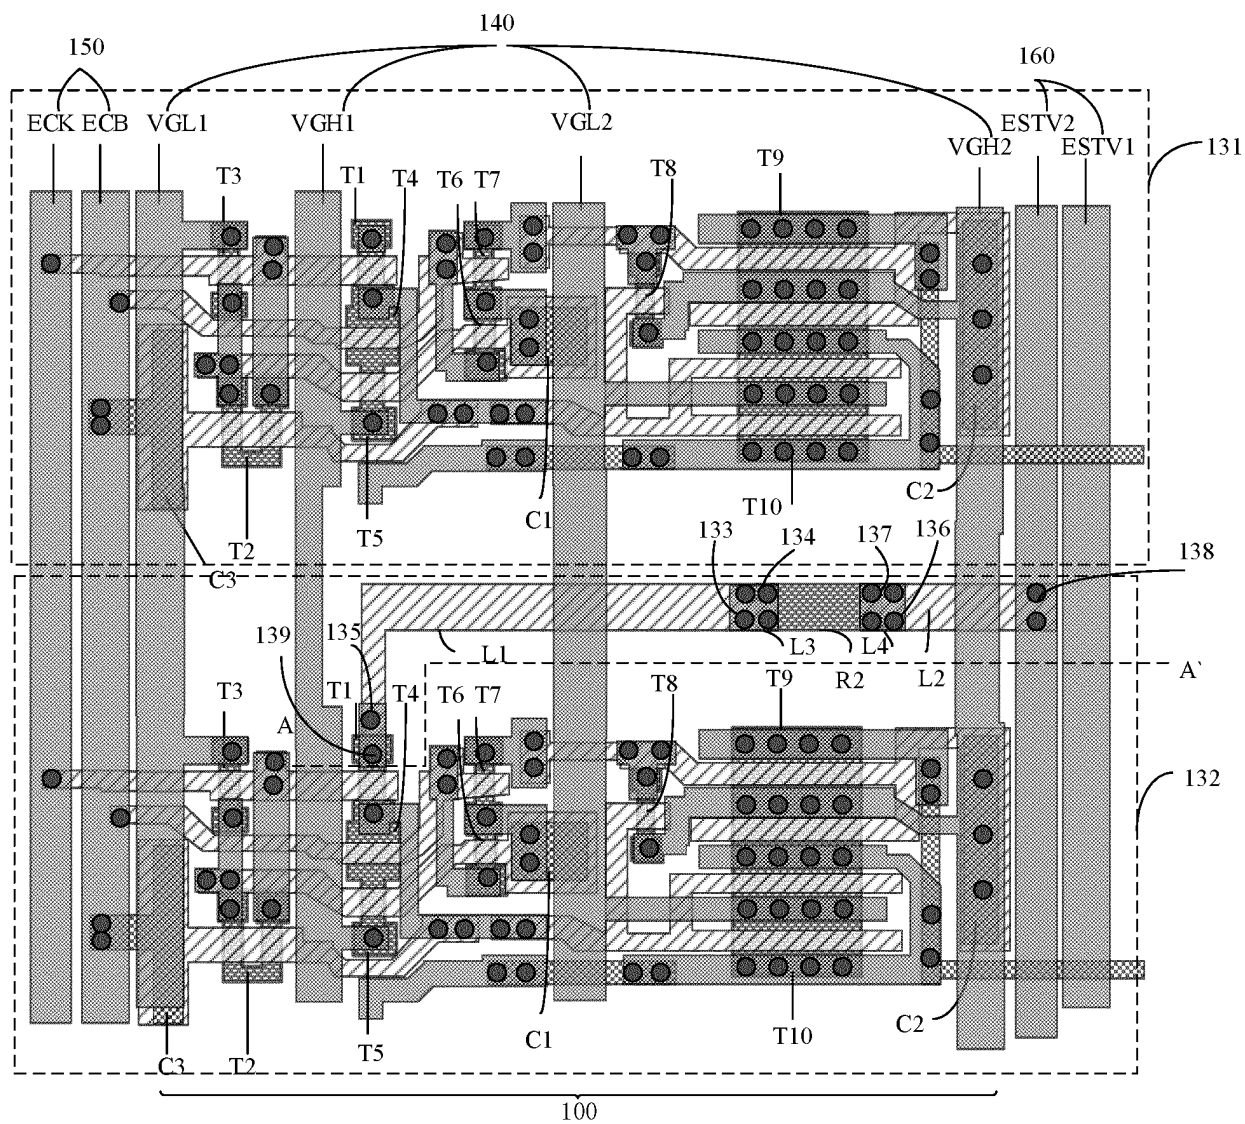 140
150
160
ECK ECB VGL1 VGH1 VGL2 VGH2 ESTV2 ESTV1
131
T3 T1 T4 T6 T7 T8 T9
T2 T5 C1 T10 C2
C3
133 134 137 136
138
139 135
L1 L3 L4
R2 L2 A`
T3 T1 T4 T6 T7 T8 T9
A
132
C3 T2 T5 C1 T10 C2
100